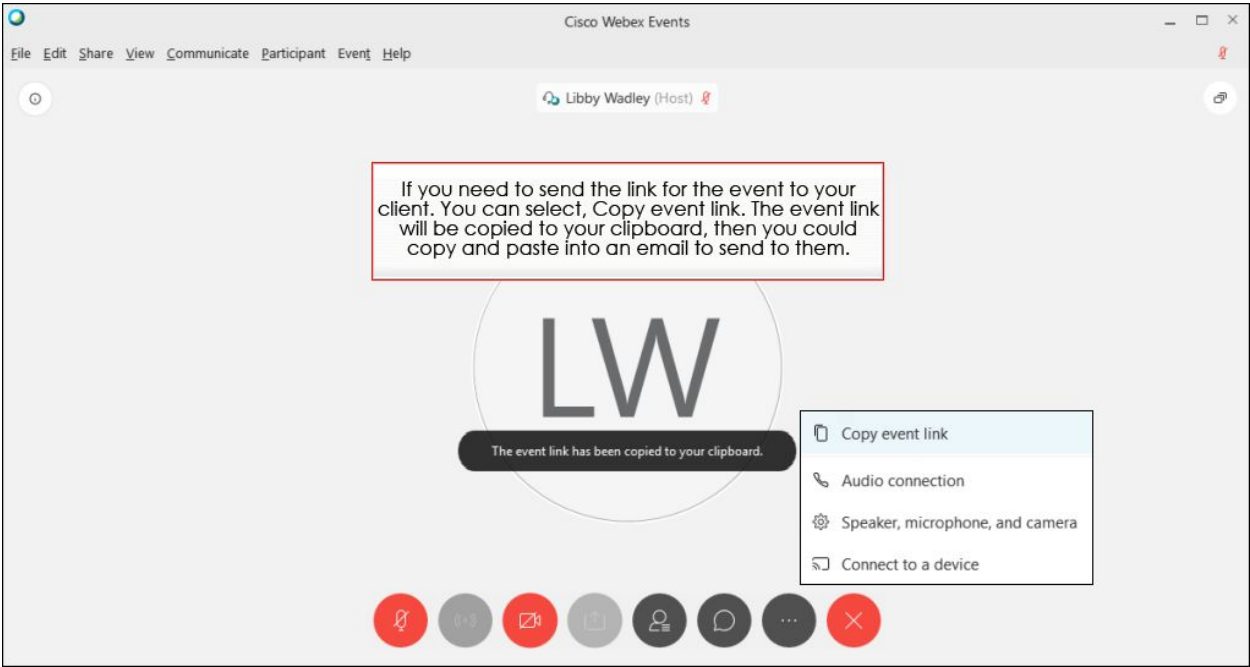 Cisco Webex Events
File Edit Share View Communicate Participant Event Help
Libby Wadley (Host)
If you need to send the link for the event to your
client. You can select, Copy event link. The event link
will be copied to your clipboard, then you could
copy and paste into an email to send to them.
LW
The event link has been copied to your clipboard.
Copy event link
Audio connection
Speaker, microphone, and camera
Connect to a device